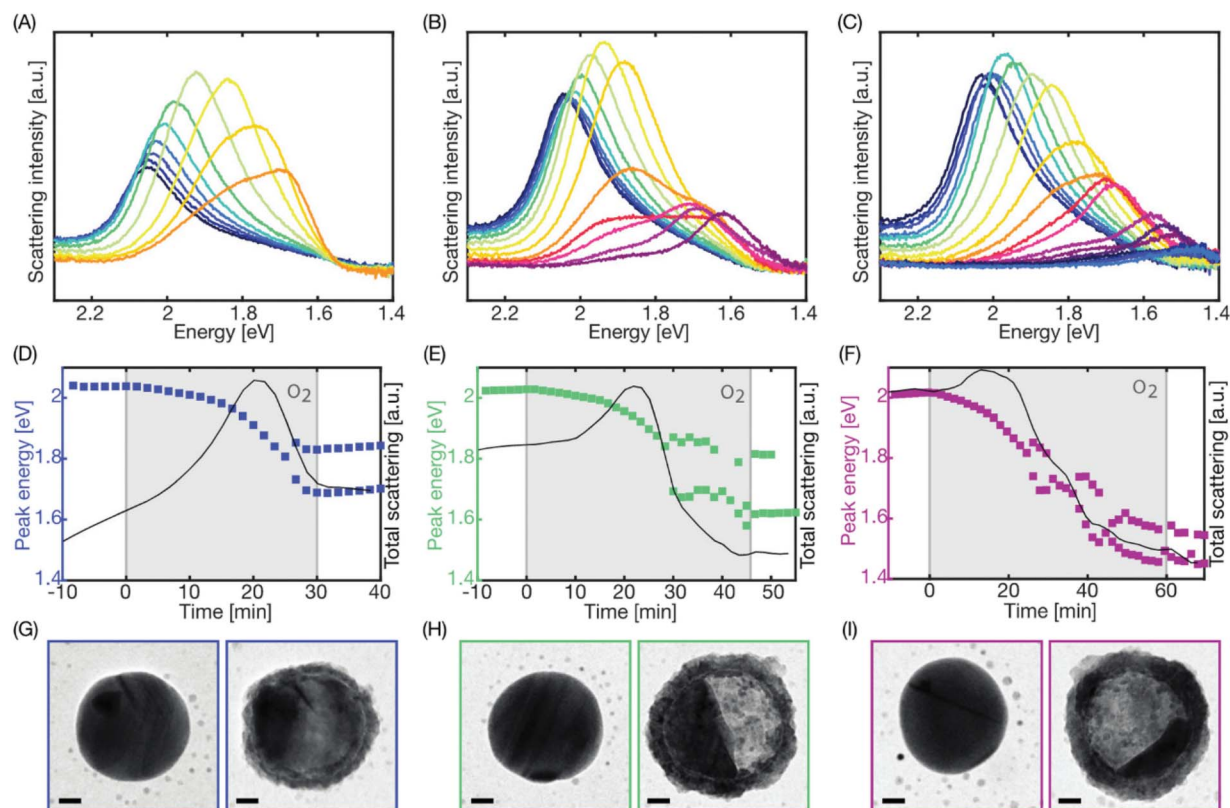 (A)
Scattering intensity [a.u.]
2.2 2 1.8 1.6 1.4
Energy [eV]
(B)
Scattering intensity [a.u.]
2.2 2 1.8 1.6 1.4
Energy [eV]
(C)
Scattering intensity [a.u.]
2.2 2 1.8 1.6 1.4
Energy [eV]
(D)
Peak energy [eV]
2
1.8
1.6
1.4
O2
Total scattering [a.u.]
-10 0 10 20 30 40
Time [min]
(E)
Peak energy [eV]
2
1.8
1.6
1.4
O2
Total scattering [a.u.]
-10 0 10 20 30 40 50
Time [min]
(F)
Peak energy [eV]
2
1.8
1.6
1.4
O2
Total scattering [a.u.]
0 20 40 60
Time [min]
(G)
(H)
(I)